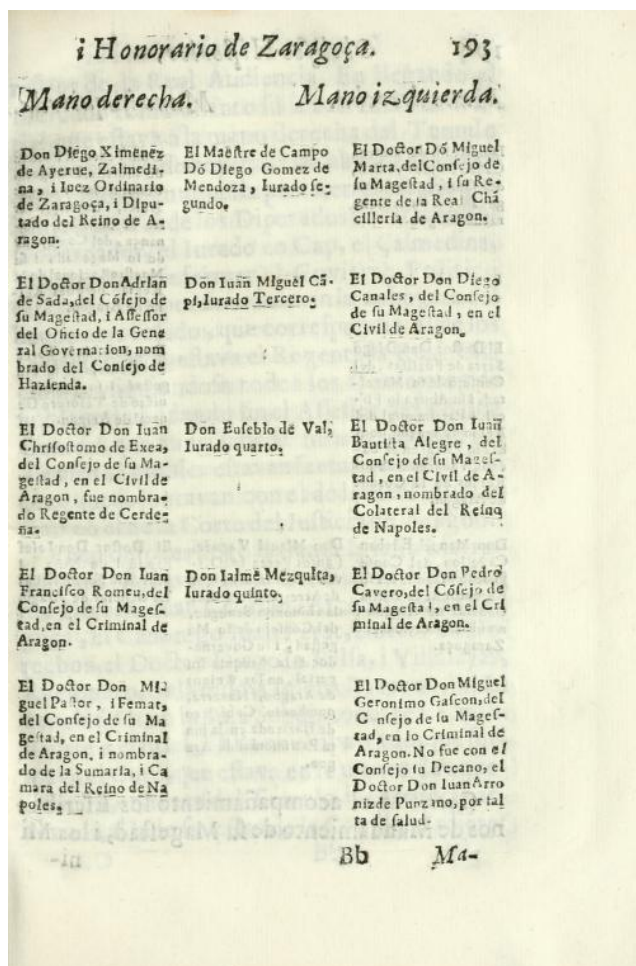 i Honorario de Zaragoça. 193
Mano derecha. Mano izquierda.
Don Diego Ximenez
de Ayerue, Zalmedi-
na, i Iuez Ordinario
de Zaragoça, i Dipu-
tado del Reino de A-
ragon.
El Maestre de Campo
Dō Diego Gomez de
Mendoza, Iurado se-
gundo.
El Doctor Dō Miguel
Marta, del Consejo de
su Magestad, i su Re-
gente de la Real Chā
cilleria de Aragon.
El Doctor Don Adrian
de Sada, del Cōsejo de
su Magestad, i Assessor
del Oficio de la Gene
ral Governacion, nom
brado del Consejo de
Hazienda.
Don Iuan Miguel Cā-
pi, Iurado Tercero.
El Doctor Don Diego
Canales, del Consejo
de su Magestad, en el
Civil de Aragon.
El Doctor Don Iuan
Chrisostomo de Exea,
del Consejo de su Ma-
gestad, en el Civil de
Aragon, fue nombra-
do Regente de Cerde-
ña.
Don Eusebio de Val,
Iurado quarto.
El Doctor Don Iuan
Bautista Alegre, del
Consejo de su Mages-
tad, en el Civil de A-
ragon, nombrado del
Colateral del Reino
de Napoles.
El Doctor Don Iuan
Francisco Romeu, del
Consejo de su Mages-
tad, en el Criminal de
Aragon.
Don Iaime Mezquita,
Iurado quinto.
El Doctor Don Pedro
Cavero, del Cōsejo de
su Magestad, en el Cri
minal de Aragon.
El Doctor Don Mi-
guel Pastor, i Femat,
del Consejo de su Ma
gestad, en el Criminal
de Aragon, i nombra-
do de la Sumaria, i Ca
mara del Reino de Na
poles.
El Doctor Don Miguel
Geronimo Gascon, del
Consejo de su Mages-
tad, en lo Criminal de
Aragon. No fue con el
Consejo su Decano, el
Doctor Don Iuan Arro
niz de Punzano, por fal
ta de salud.
Bb Ma-